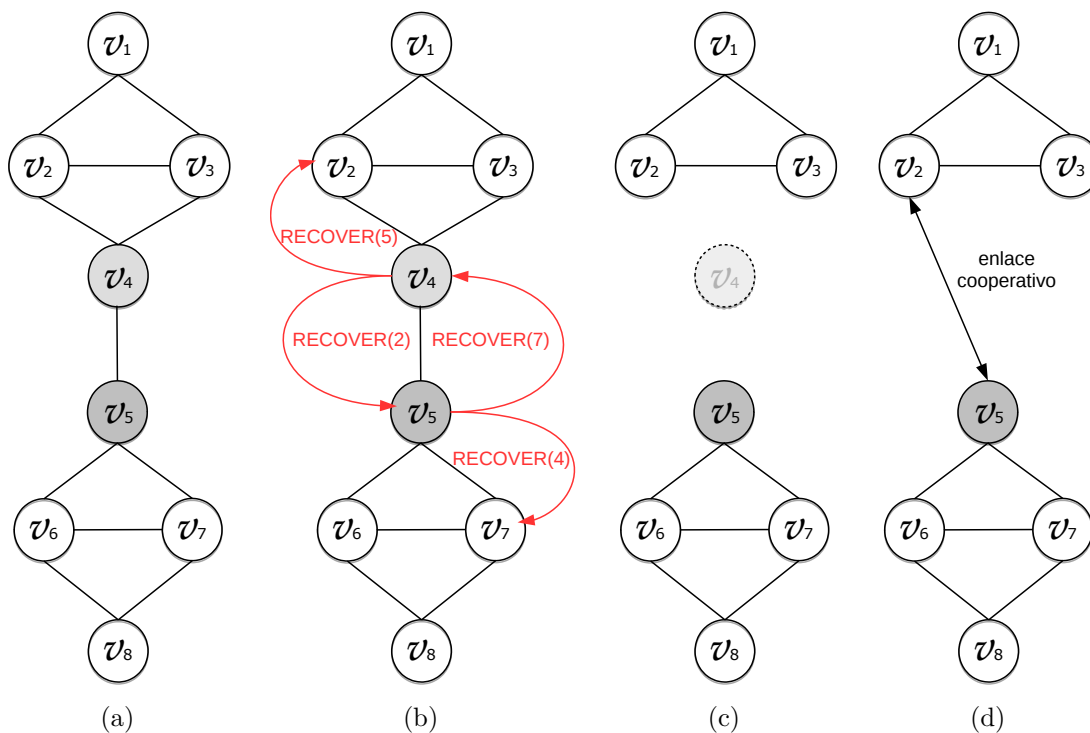 v1
v1
v1
v1
v2
v3
v2
v3
v2
v3
v2
v3
RECOVER(5)
v4
v4
v4
enlace
cooperativo
RECOVER(2)
RECOVER(7)
v5
v5
v5
v5
RECOVER(4)
v6
v7
v6
v7
v6
v7
v6
v7
v8
v8
v8
v8
(a)
(b)
(c)
(d)